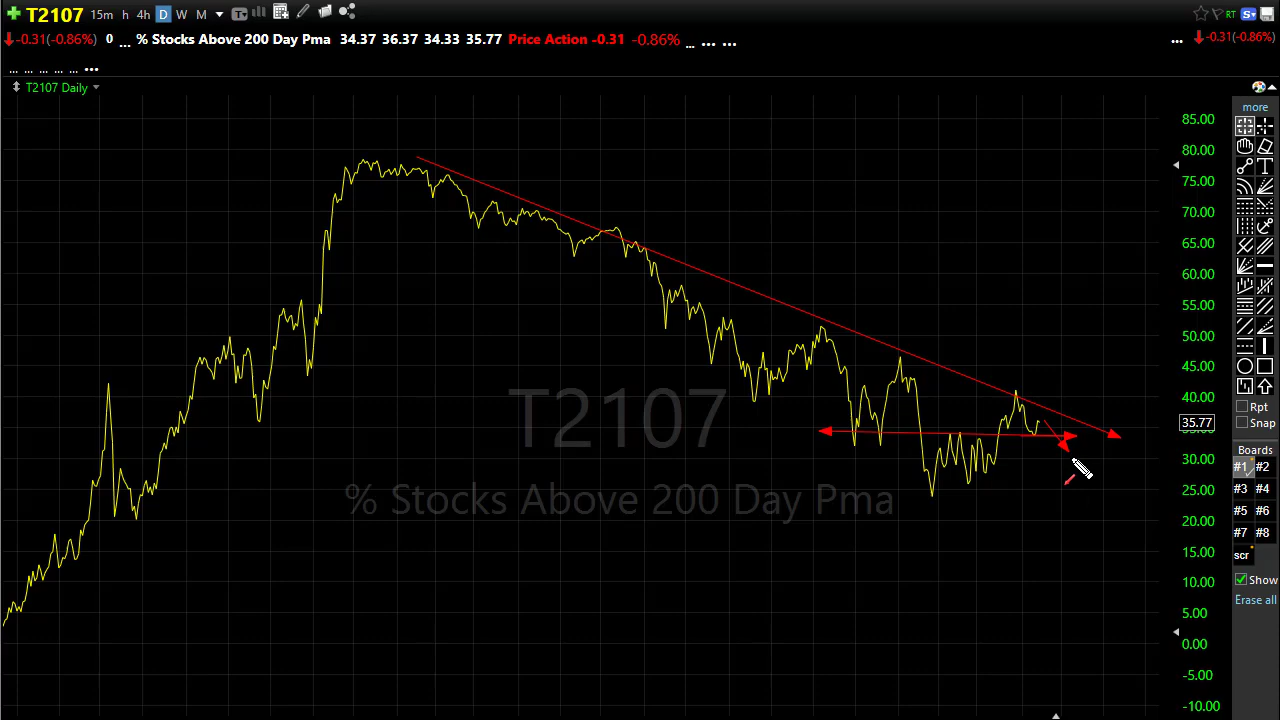 T2107 15m h 4h D W M T RT S
-0.31(-0.86%) 0 ... % Stocks Above 200 Day Pma 34.37 36.37 34.33 35.77 Price Action -0.31 -0.86% ... ... ... ... -0.31(-0.86%)
... ... ... ... ... ...
T2107 Daily
more
85.00
80.00
75.00
70.00
65.00
60.00
55.00
50.00
45.00
40.00
35.77
30.00
25.00
20.00
15.00
10.00
5.00
0.00
-5.00
-10.00
T2107
% Stocks Above 200 Day Pma
T
Rpt
Snap
Boards
#1 #2
#3 #4
#5 #6
#7 #8
scr
Show
Erase all